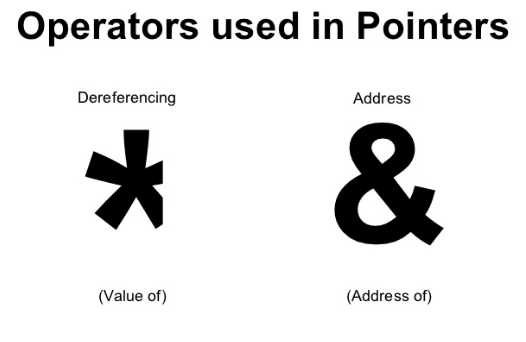 Operators used in Pointers
Dereferencing Address
* &
(Value of) (Address of)